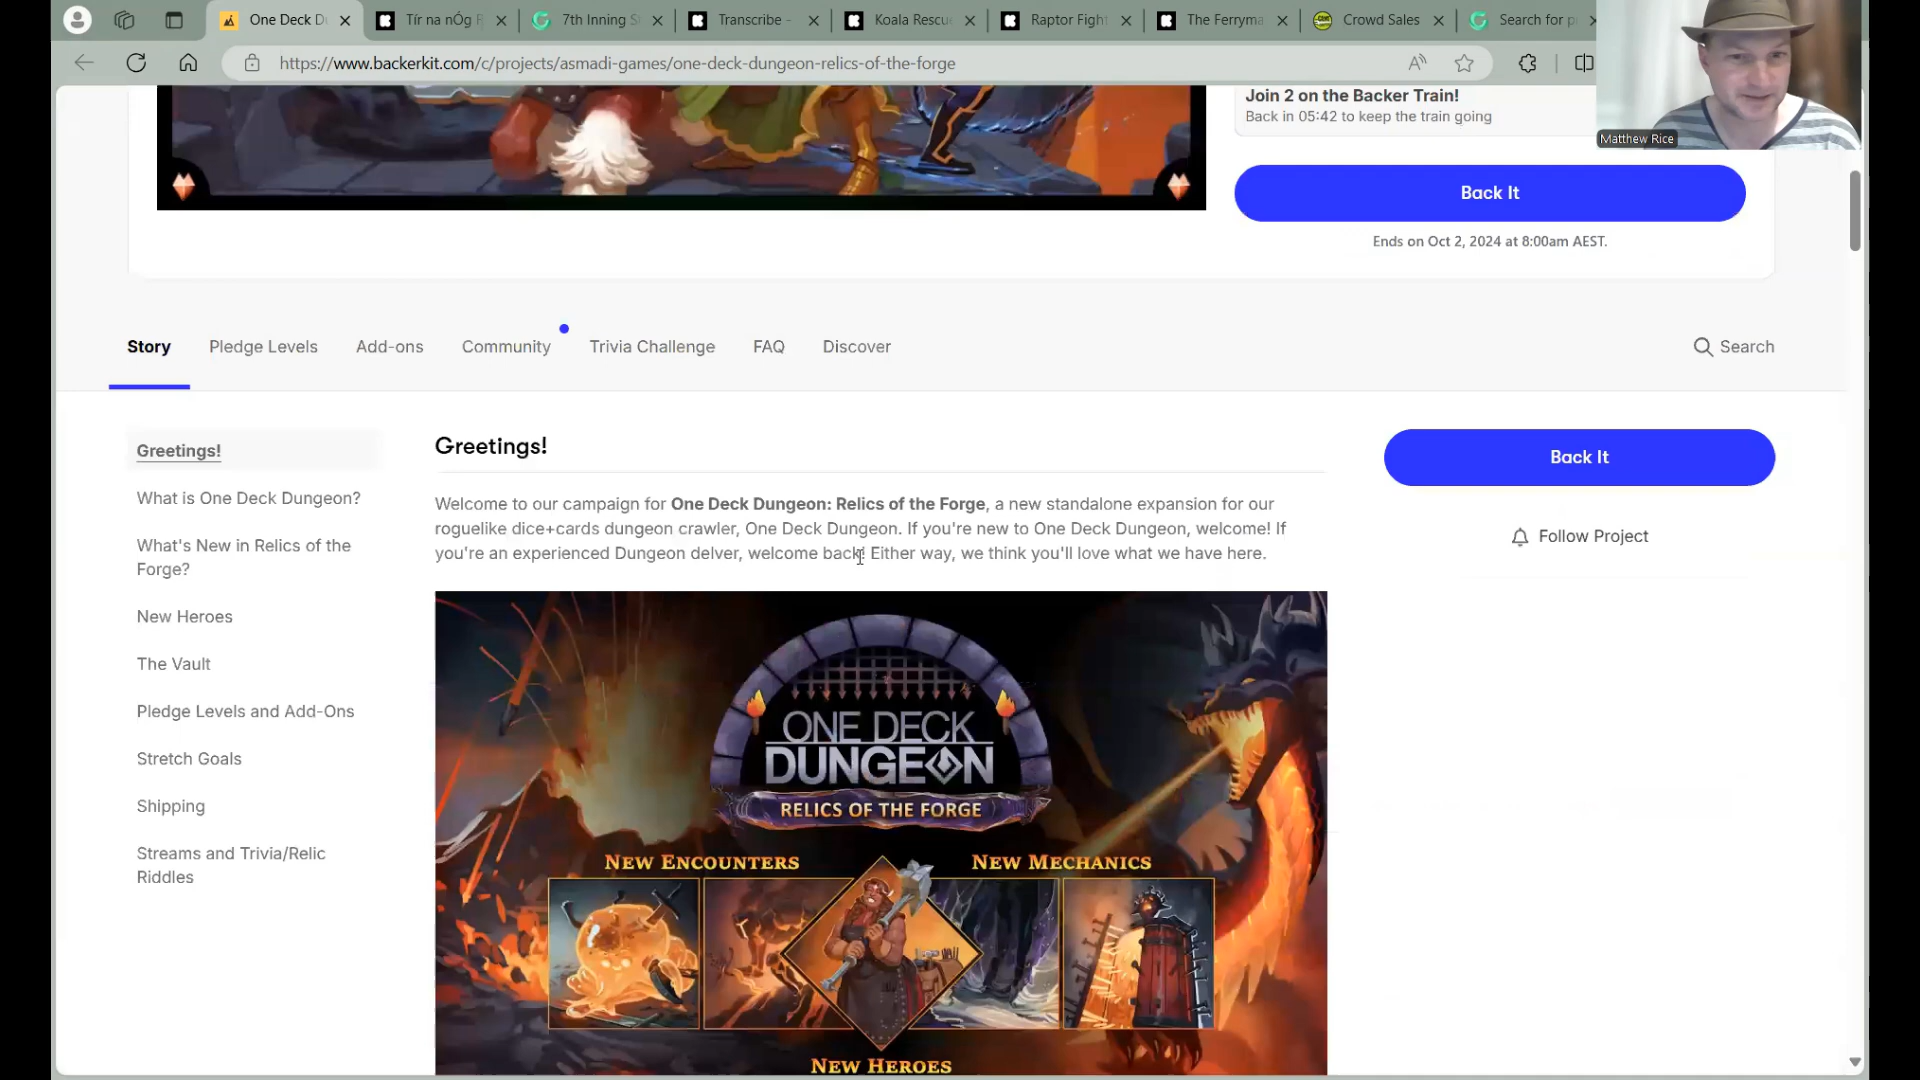 One Deck D
Tír na nÓg
7th Inning S
Transcribe -
Koala Rescue
Raptor Fight
The Ferryma
Crowd Sales
Search for p
https://www.backerkit.com/c/projects/asmadi-games/one-deck-dungeon-relics-of-the-forge
Matthew Rice
Join 2 on the Backer Train!
Back in 05:42 to keep the train going
Back It
Ends on Oct 2, 2024 at 8:00am AEST.
Story
Pledge Levels
Add-ons
Community
Trivia Challenge
FAQ
Discover
Search
Greetings!
What is One Deck Dungeon?
What's New in Relics of the
Forge?
New Heroes
The Vault
Pledge Levels and Add-Ons
Stretch Goals
Shipping
Streams and Trivia/Relic
Riddles
Greetings!
Welcome to our campaign for One Deck Dungeon: Relics of the Forge, a new standalone expansion for our
roguelike dice+cards dungeon crawler, One Deck Dungeon. If you're new to One Deck Dungeon, welcome! If
you're an experienced Dungeon delver, welcome back! Either way, we think you'll love what we have here.
ONE DECK
DUNGEON
RELICS OF THE FORGE
NEW ENCOUNTERS
NEW MECHANICS
NEW HEROES
Back It
Follow Project